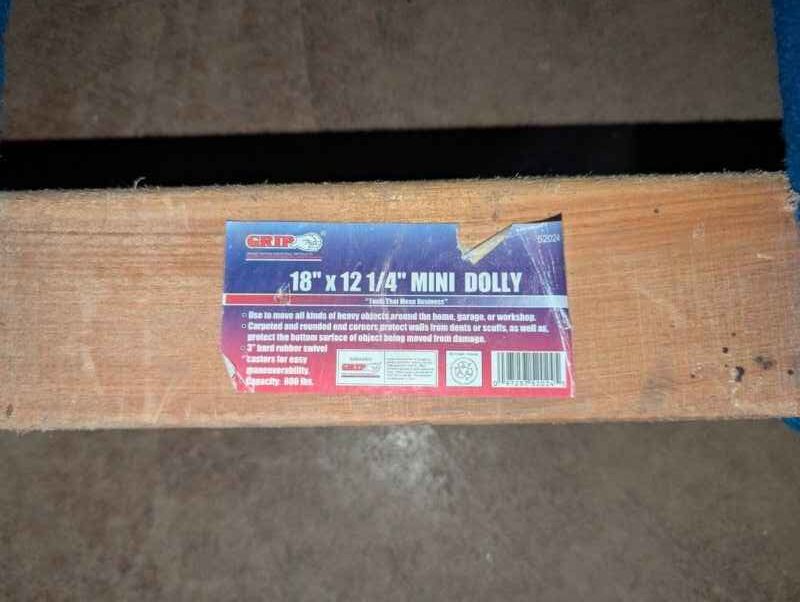 GRIP
®
52024
18" x 12 1/4" MINI DOLLY
"Tools That Mean Business"
○ Use to move all kinds of heavy objects around the home, garage, or workshop.
○ Carpeted and rounded end corners protect walls from dents or scuffs, as well as,
protect the bottom surface of object being moved from damage.
○ 3" hard rubber swivel
casters for easy
maneuverability.
Capacity: 800 lbs.
GRIP